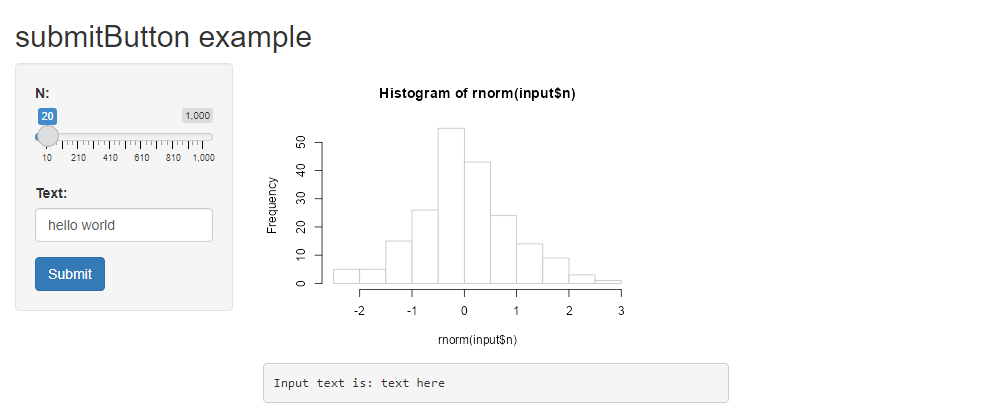 submitButton example
N:
20 1,000
10 210 410 610 810 1,000
Text:
hello world
Submit
Histogram of rnorm(input$n)
Frequency
50
40
30
20
10
0
-2 -1 0 1 2 3
rnorm(input$n)
Input text is: text here